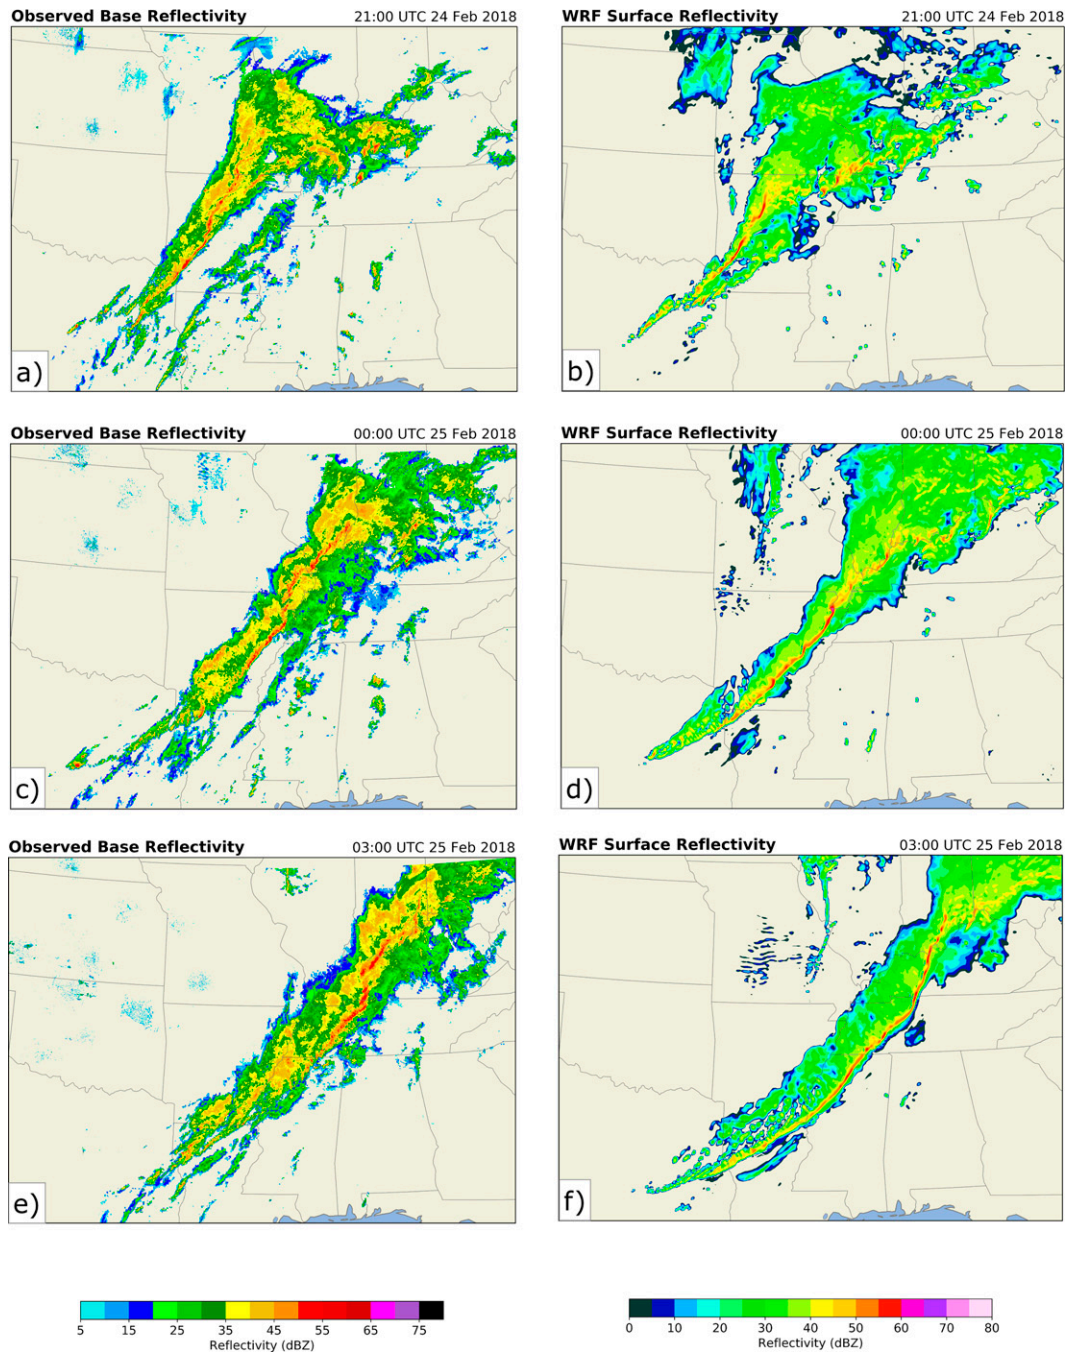 Observed Base Reflectivity 21:00 UTC 24 Feb 2018
WRF Surface Reflectivity 21:00 UTC 24 Feb 2018
a)
b)
Observed Base Reflectivity 00:00 UTC 25 Feb 2018
WRF Surface Reflectivity 00:00 UTC 25 Feb 2018
c)
d)
Observed Base Reflectivity 03:00 UTC 25 Feb 2018
WRF Surface Reflectivity 03:00 UTC 25 Feb 2018
e)
f)
5 15 25 35 45 55 65 75
Reflectivity (dBZ)
0 10 20 30 40 50 60 70 80
Reflectivity (dBZ)